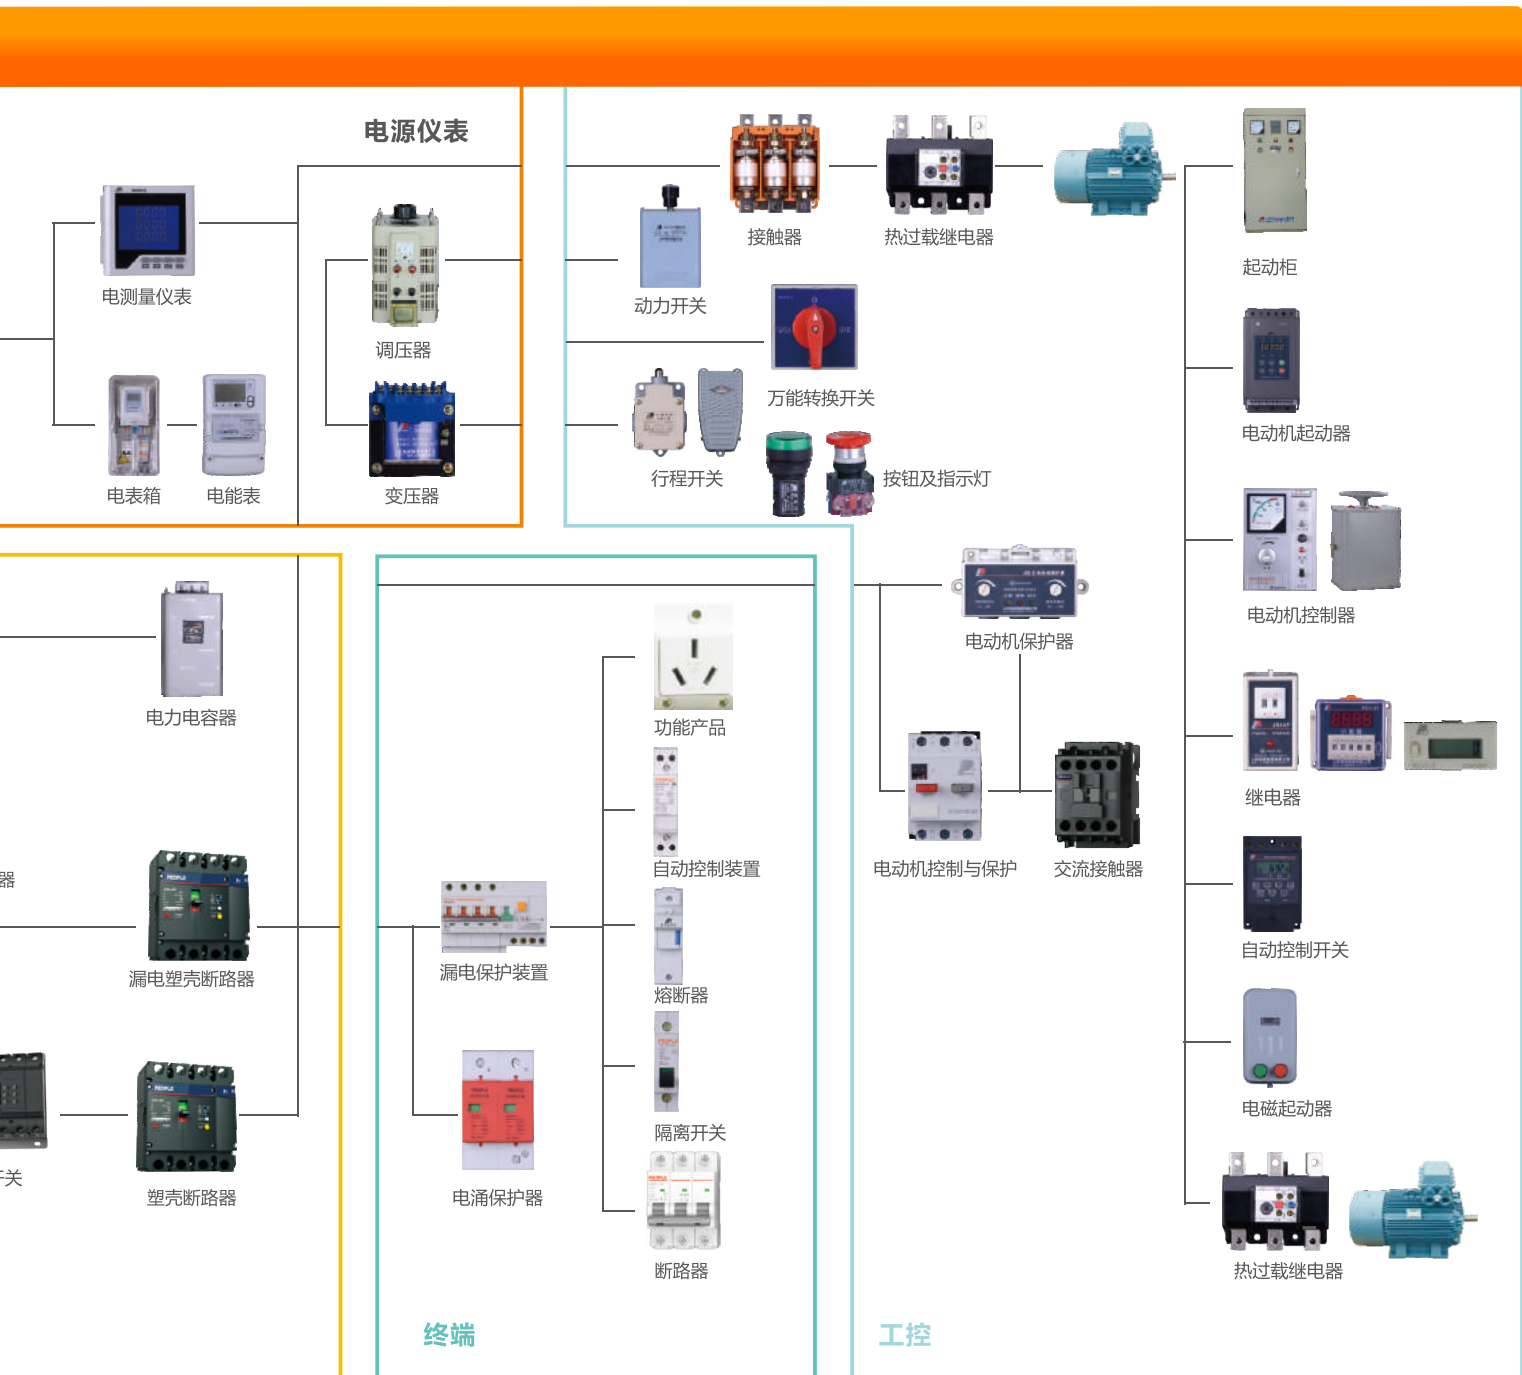 电源仪表
电测量仪表
调压器
电表箱
电能表
变压器
接触器
热过载继电器
动力开关
万能转换开关
行程开关
按钮及指示灯
起动柜
电动机起动器
电动机控制器
继电器
自动控制开关
电磁起动器
热过载继电器
电动机保护器
电动机控制与保护
交流接触器
工控
电力电容器
器
漏电塑壳断路器
开关
塑壳断路器
功能产品
自动控制装置
漏电保护装置
熔断器
隔离开关
电涌保护器
断路器
终端